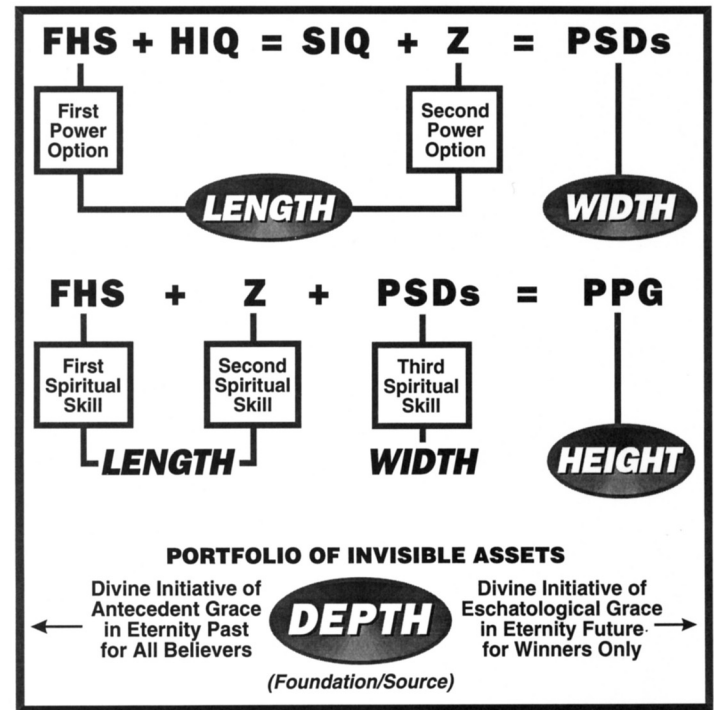 FHS + HIQ = SIQ + Z = PSDs
First
Power
Option
Second
Power
Option
LENGTH
WIDTH
FHS + Z + PSDs = PPG
First
Spiritual
Skill
Second
Spiritual
Skill
Third
Spiritual
Skill
LENGTH
WIDTH
HEIGHT
PORTFOLIO OF INVISIBLE ASSETS
Divine Initiative of
Antecedent Grace
in Eternity Past
for All Believers
DEPTH
Divine Initiative of
Eschatological Grace
in Eternity Future
for Winners Only
(Foundation/Source)